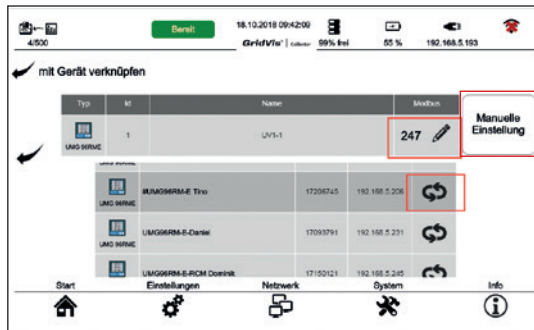 4/500
Bereit
18.10.2018 09:42:09
GridVis® | Collector
99% frei
55 %
192.168.5.193
mit Gerät verknüpfen
Typ Id Name Modbus
UMG 96RME 1 UV1-1 247
Manuelle
Einstellung
UMG 96RME
#UMG96RM-E Tino 17206745 192.168.5.206
UMG 96RME
UMG96RM-E-Daniel 17093791 192.168.5.231
UMG 96RME
UMG96RM-E-RCM Dominik 17150121 192.168.5.245
Start Einstellungen Netzwerk System Info